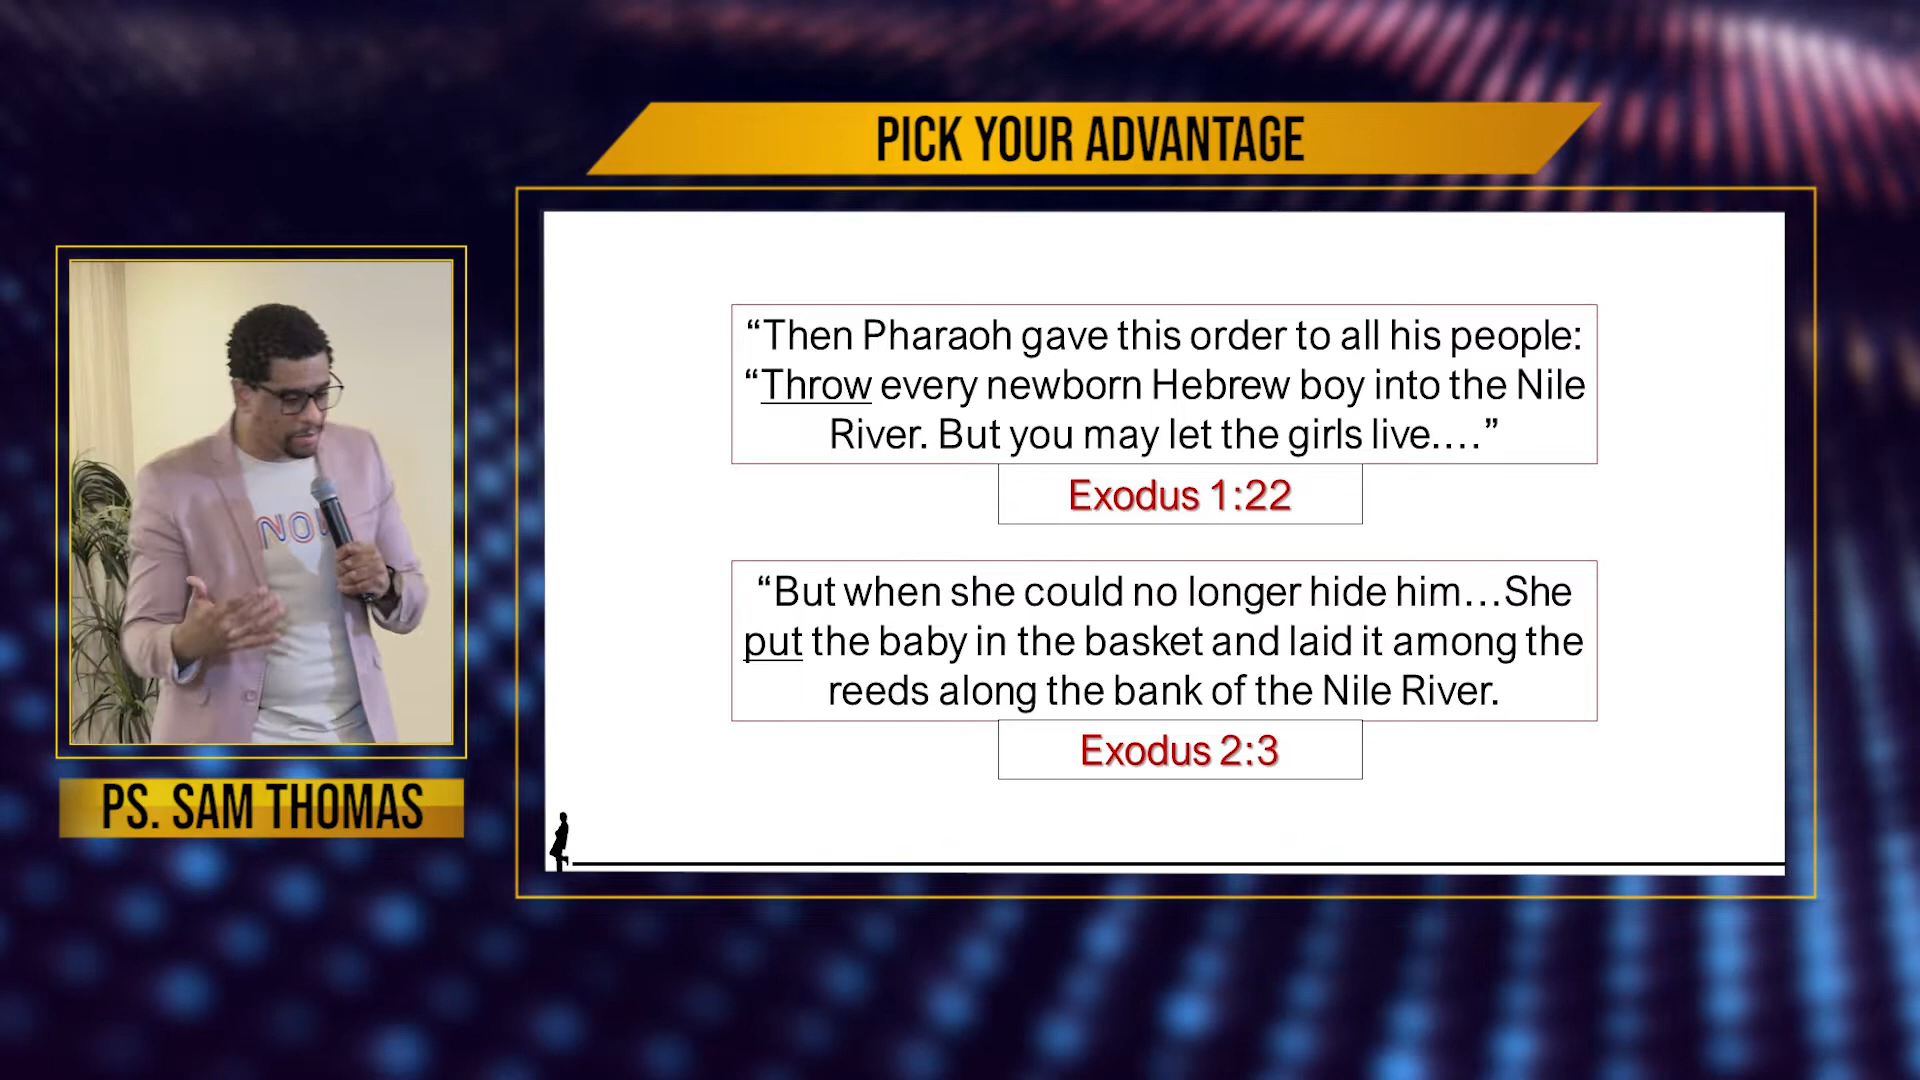 PICK YOUR ADVANTAGE
“Then Pharaoh gave this order to all his people:
“Throw every newborn Hebrew boy into the Nile
River. But you may let the girls live....”
Exodus 1:22
“But when she could no longer hide him...She
put the baby in the basket and laid it among the
reeds along the bank of the Nile River.
Exodus 2:3
PS. SAM THOMAS